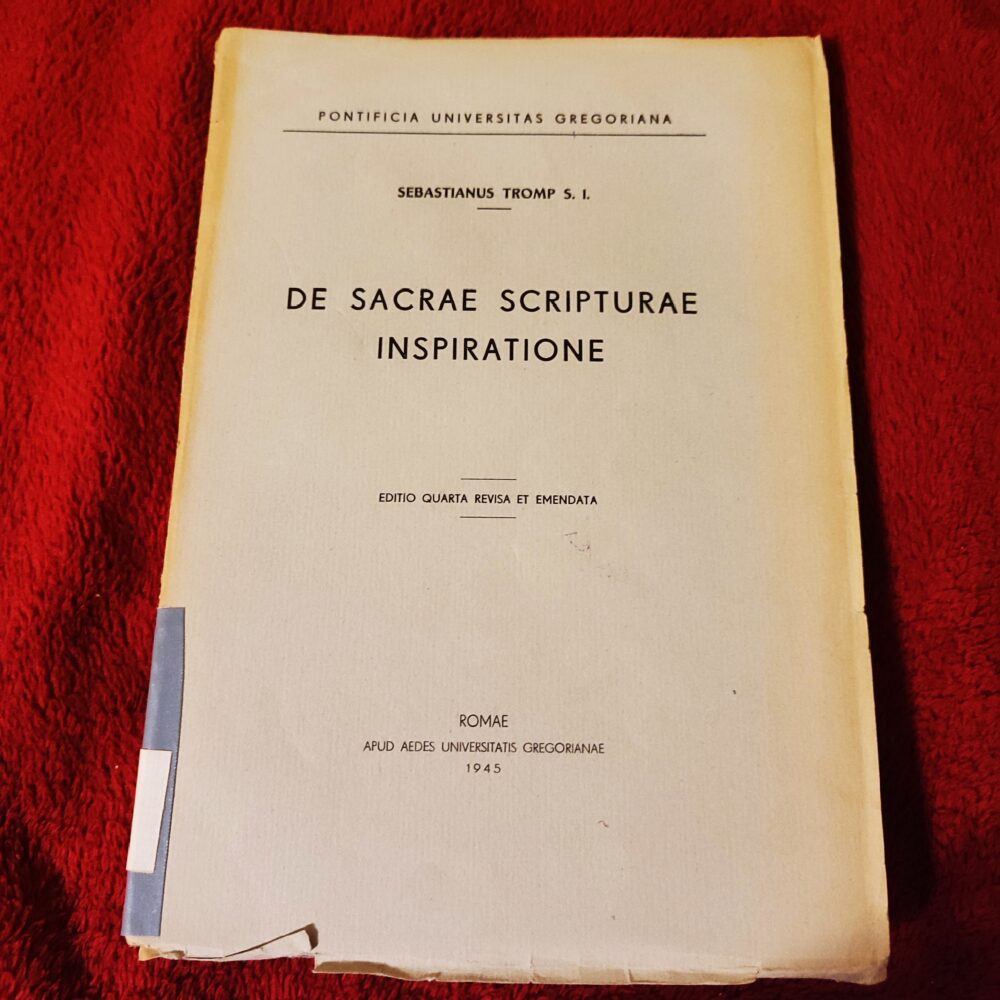 PONTIFICIA UNIVERSITAS GREGORIANA
SEBASTIANUS TROMP S. I.
DE SACRAE SCRIPTURAE
INSPIRATIONE
EDITIO QUARTA REVISA ET EMENDATA
ROMAE
APUD AEDES UNIVERSITATIS GREGORIANAE
1945